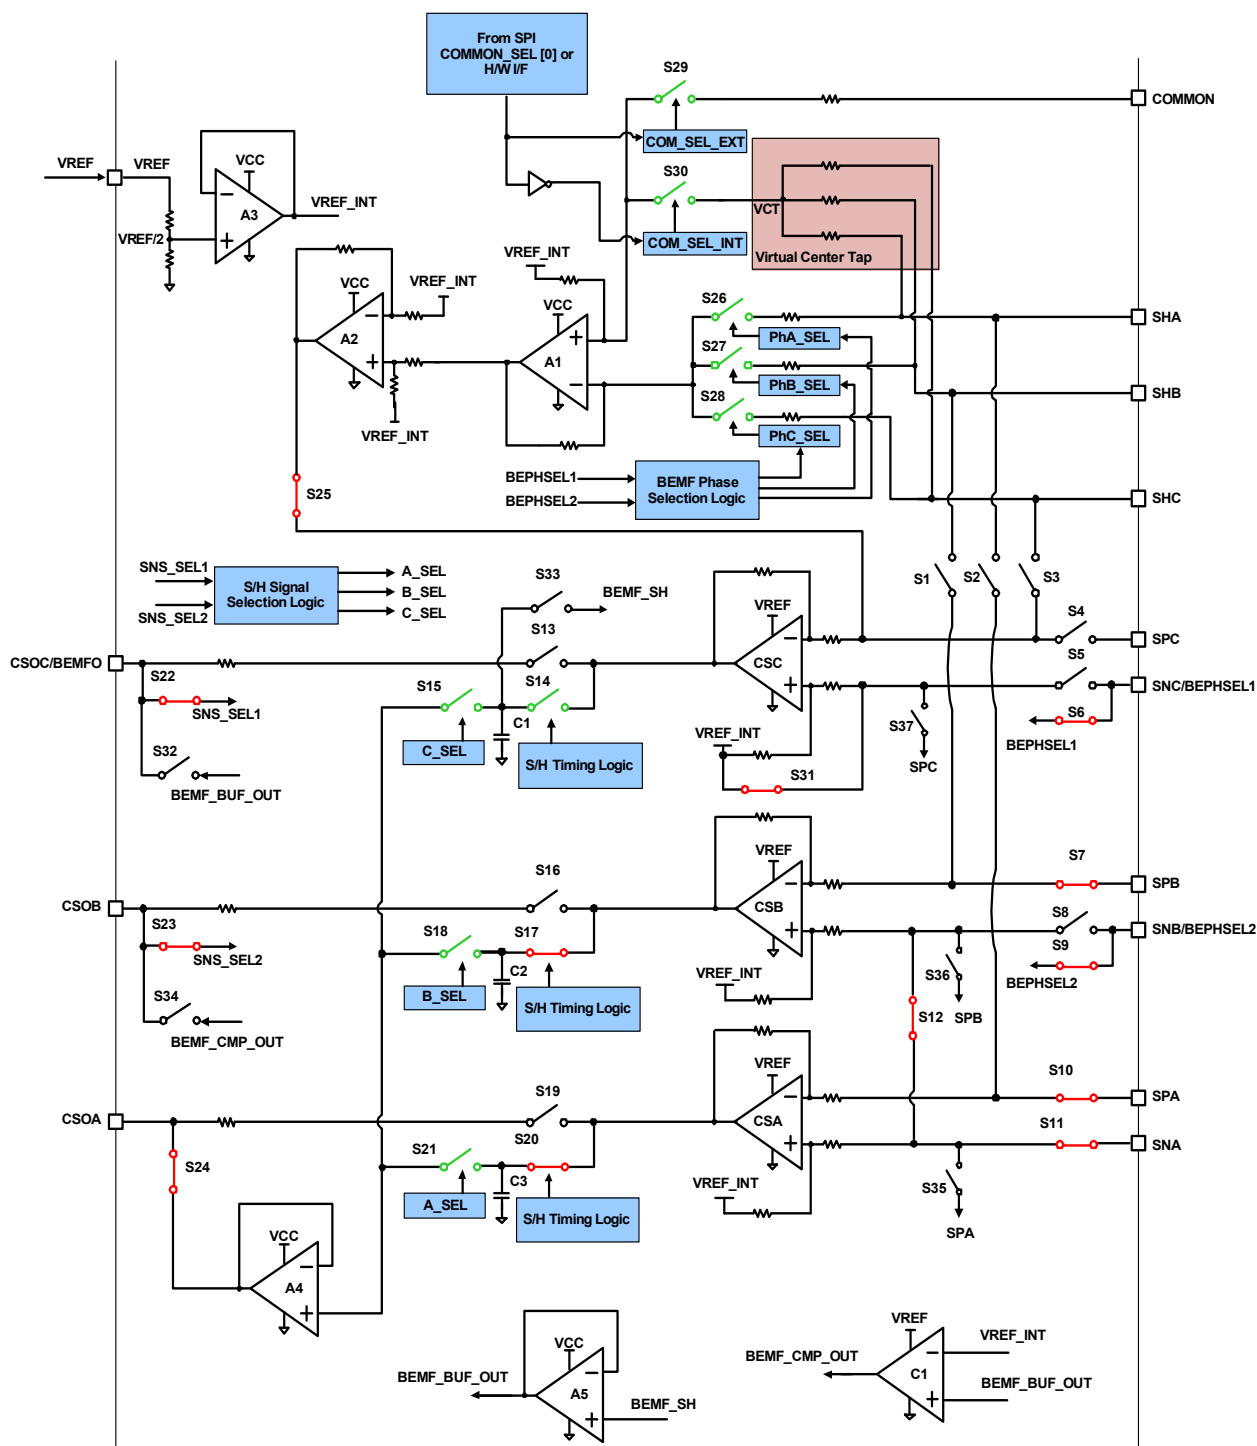 From SPI
COMMON_SEL [0] or
H/W I/F
S29
COMMON
COM_SEL_EXT
VREF
VREF
VCC
A3
VREF_INT
VREF/2
S30
VCT
COM_SEL_INT
Virtual Center Tap
VREF_INT
VCC
A2
VREF_INT
VREF_INT
VCC
A1
S26
PhA_SEL
SHA
S27
PhB_SEL
S28
SHB
PhC_SEL
BEPHSEL1
BEPHSEL2
BEMF Phase
Selection Logic
SHC
S25
SNS_SEL1
SNS_SEL2
S/H Signal
Selection Logic
A_SEL
B_SEL
C_SEL
S33
BEMF_SH
S13
S1
S2
S3
VREF
CSC
S4
SPC
S5
SNC/BEPHSEL1
S6
BEPHSEL1
CSOC/BEMFO
S22
SNS_SEL1
S32
BEMF_BUF_OUT
S15
S14
C1
C_SEL
S/H Timing Logic
VREF_INT
S31
S37
SPC
S16
VREF
CSB
S7
SPB
CSOB
S23
SNS_SEL2
S34
BEMF_CMP_OUT
S18
S17
C2
B_SEL
S/H Timing Logic
VREF_INT
S8
SNB/BEPHSEL2
S9
BEPHSEL2
S36
SPB
S12
S19
VREF
CSA
S10
SPA
S11
SNA
CSOA
S24
S21
S20
C3
A_SEL
S/H Timing Logic
VREF_INT
S35
SPA
VCC
A4
VCC
A5
BEMF_BUF_OUT
BEMF_SH
VREF
C1
BEMF_CMP_OUT
VREF_INT
BEMF_BUF_OUT